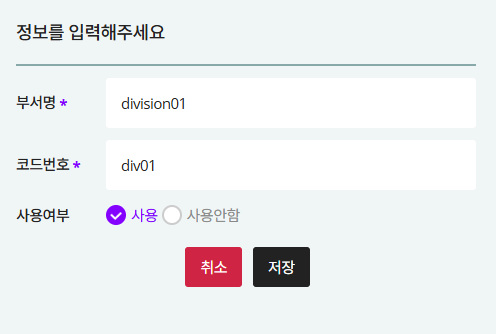 정보를 입력해주세요
부서명 * division01
코드번호 * div01
사용여부 사용 사용안함
취소 저장